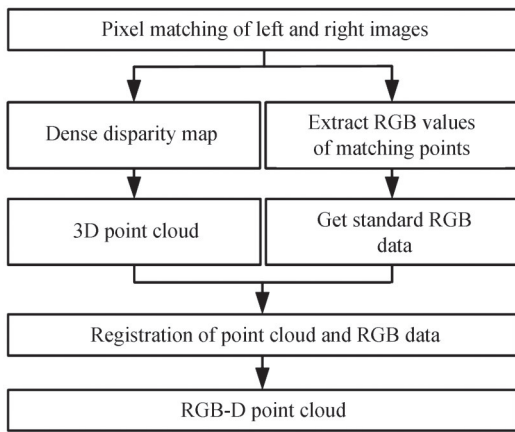 Pixel matching of left and right images
Dense disparity map
Extract RGB values
of matching points
3D point cloud
Get standard RGB
data
Registration of point cloud and RGB data
RGB-D point cloud